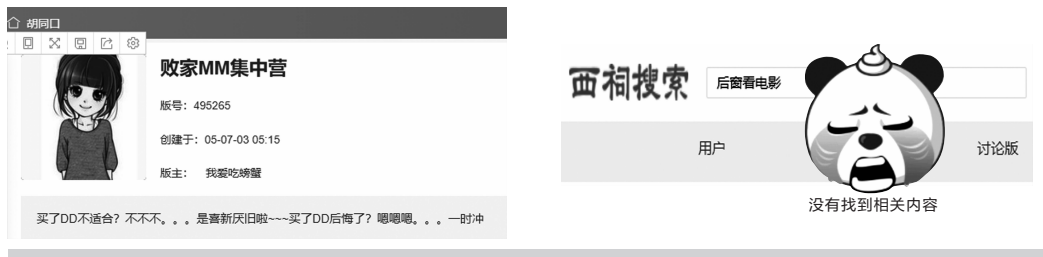 胡同口
败家MM集中营
版号：495265
创建于：05-07-03 05:15
版主： 我爱吃螃蟹
买了DD不适合？不不不。。。是喜新厌旧啦~~~买了DD后悔了？嗯嗯嗯。。。一时冲
西祠搜索
后窗看电影
用户
讨论版
没有找到相关内容